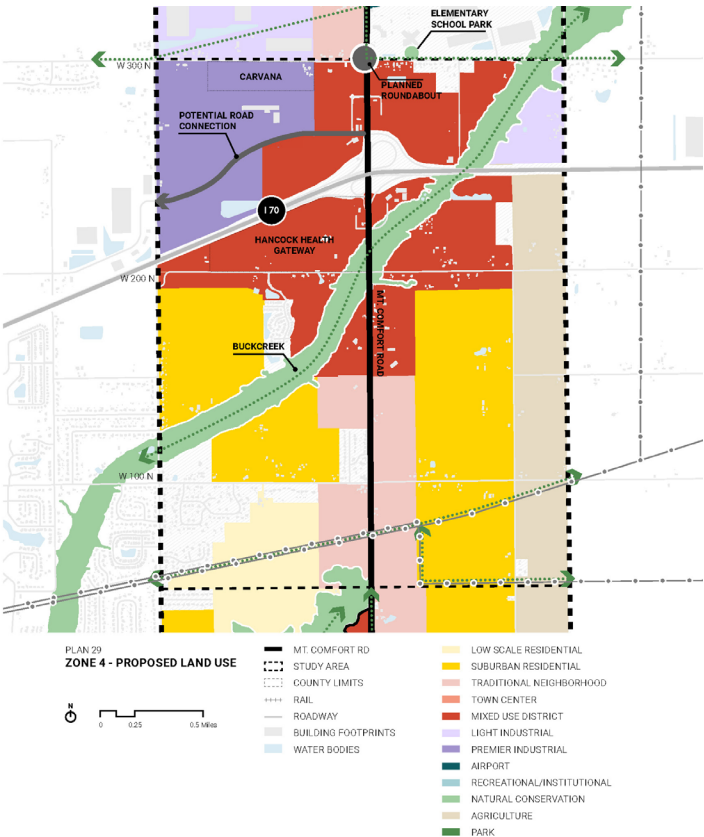 ELEMENTARY
SCHOOL PARK
W 300 N
CARVANA
PLANNED
ROUNDABOUT
POTENTIAL ROAD
CONNECTION
I 70
HANCOCK HEALTH
GATEWAY
W 200 N
MT. COMFORT ROAD
BUCKCREEK
W 100 N
PLAN 29
ZONE 4 - PROPOSED LAND USE
N
0 0.25 0.5 Miles
MT. COMFORT RD
STUDY AREA
COUNTY LIMITS
RAIL
ROADWAY
BUILDING FOOTPRINTS
WATER BODIES
LOW SCALE RESIDENTIAL
SUBURBAN RESIDENTIAL
TRADITIONAL NEIGHBORHOOD
TOWN CENTER
MIXED USE DISTRICT
LIGHT INDUSTRIAL
PREMIER INDUSTRIAL
AIRPORT
RECREATIONAL/INSTITUTIONAL
NATURAL CONSERVATION
AGRICULTURE
PARK